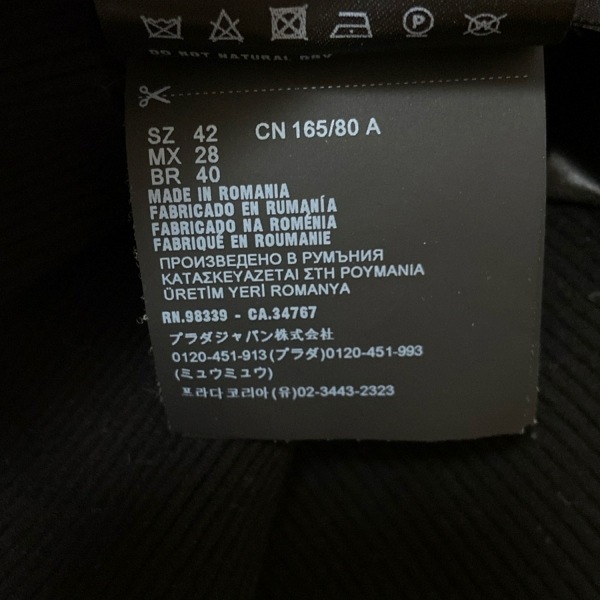 DO NOT NATURAL DRY
SZ 42 CN 165/80 A
MX 28
BR 40
MADE IN ROMANIA
FABRICADO EN RUMANÍA
FABRICADO NA ROMÉNIA
FABRIQUÉ EN ROUMANIE
ПРОИЗВЕДЕНО В РУМЪНИЯ
ΚΑΤΑΣΚΕΥΑΖΕΤΑΙ ΣΤΗ ΡΟΥΜΑΝΙΑ
ÜRETİM YERİ ROMANYA
RN.98339 - CA.34767
プラダジャパン株式会社
0120-451-913(プラダ)0120-451-993
(ミュウミュウ)
프라다 코리아(유)02-3443-2323